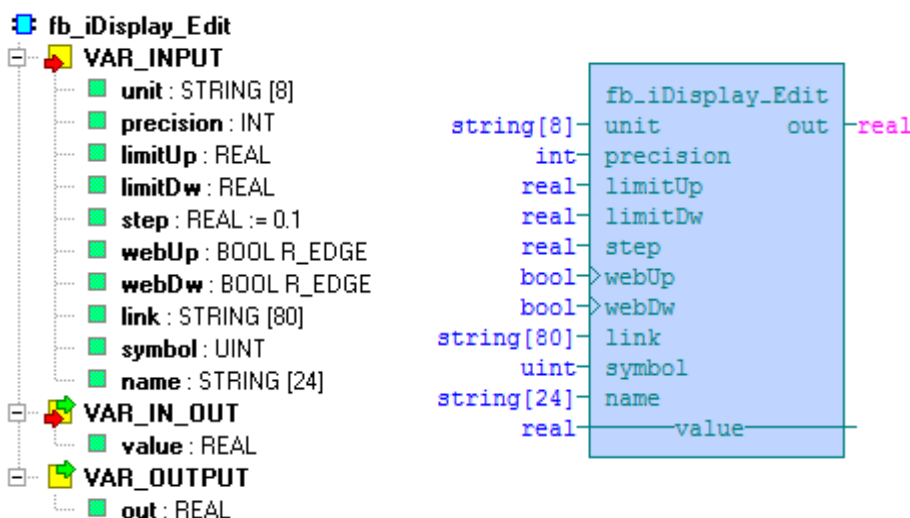 fb_iDisplay_Edit
VAR_INPUT
unit : STRING [8]
precision : INT
limitUp : REAL
limitDw : REAL
step : REAL := 0.1
webUp : BOOL R_EDGE
webDw : BOOL R_EDGE
link : STRING [80]
symbol : UINT
name : STRING [24]
VAR_IN_OUT
value : REAL
VAR_OUTPUT
out : REAL
fb_iDisplay_Edit
string[8] unit out real
int precision
real limitUp
real limitDw
real step
bool webUp
bool webDw
string[80] link
uint symbol
string[24] name
real value